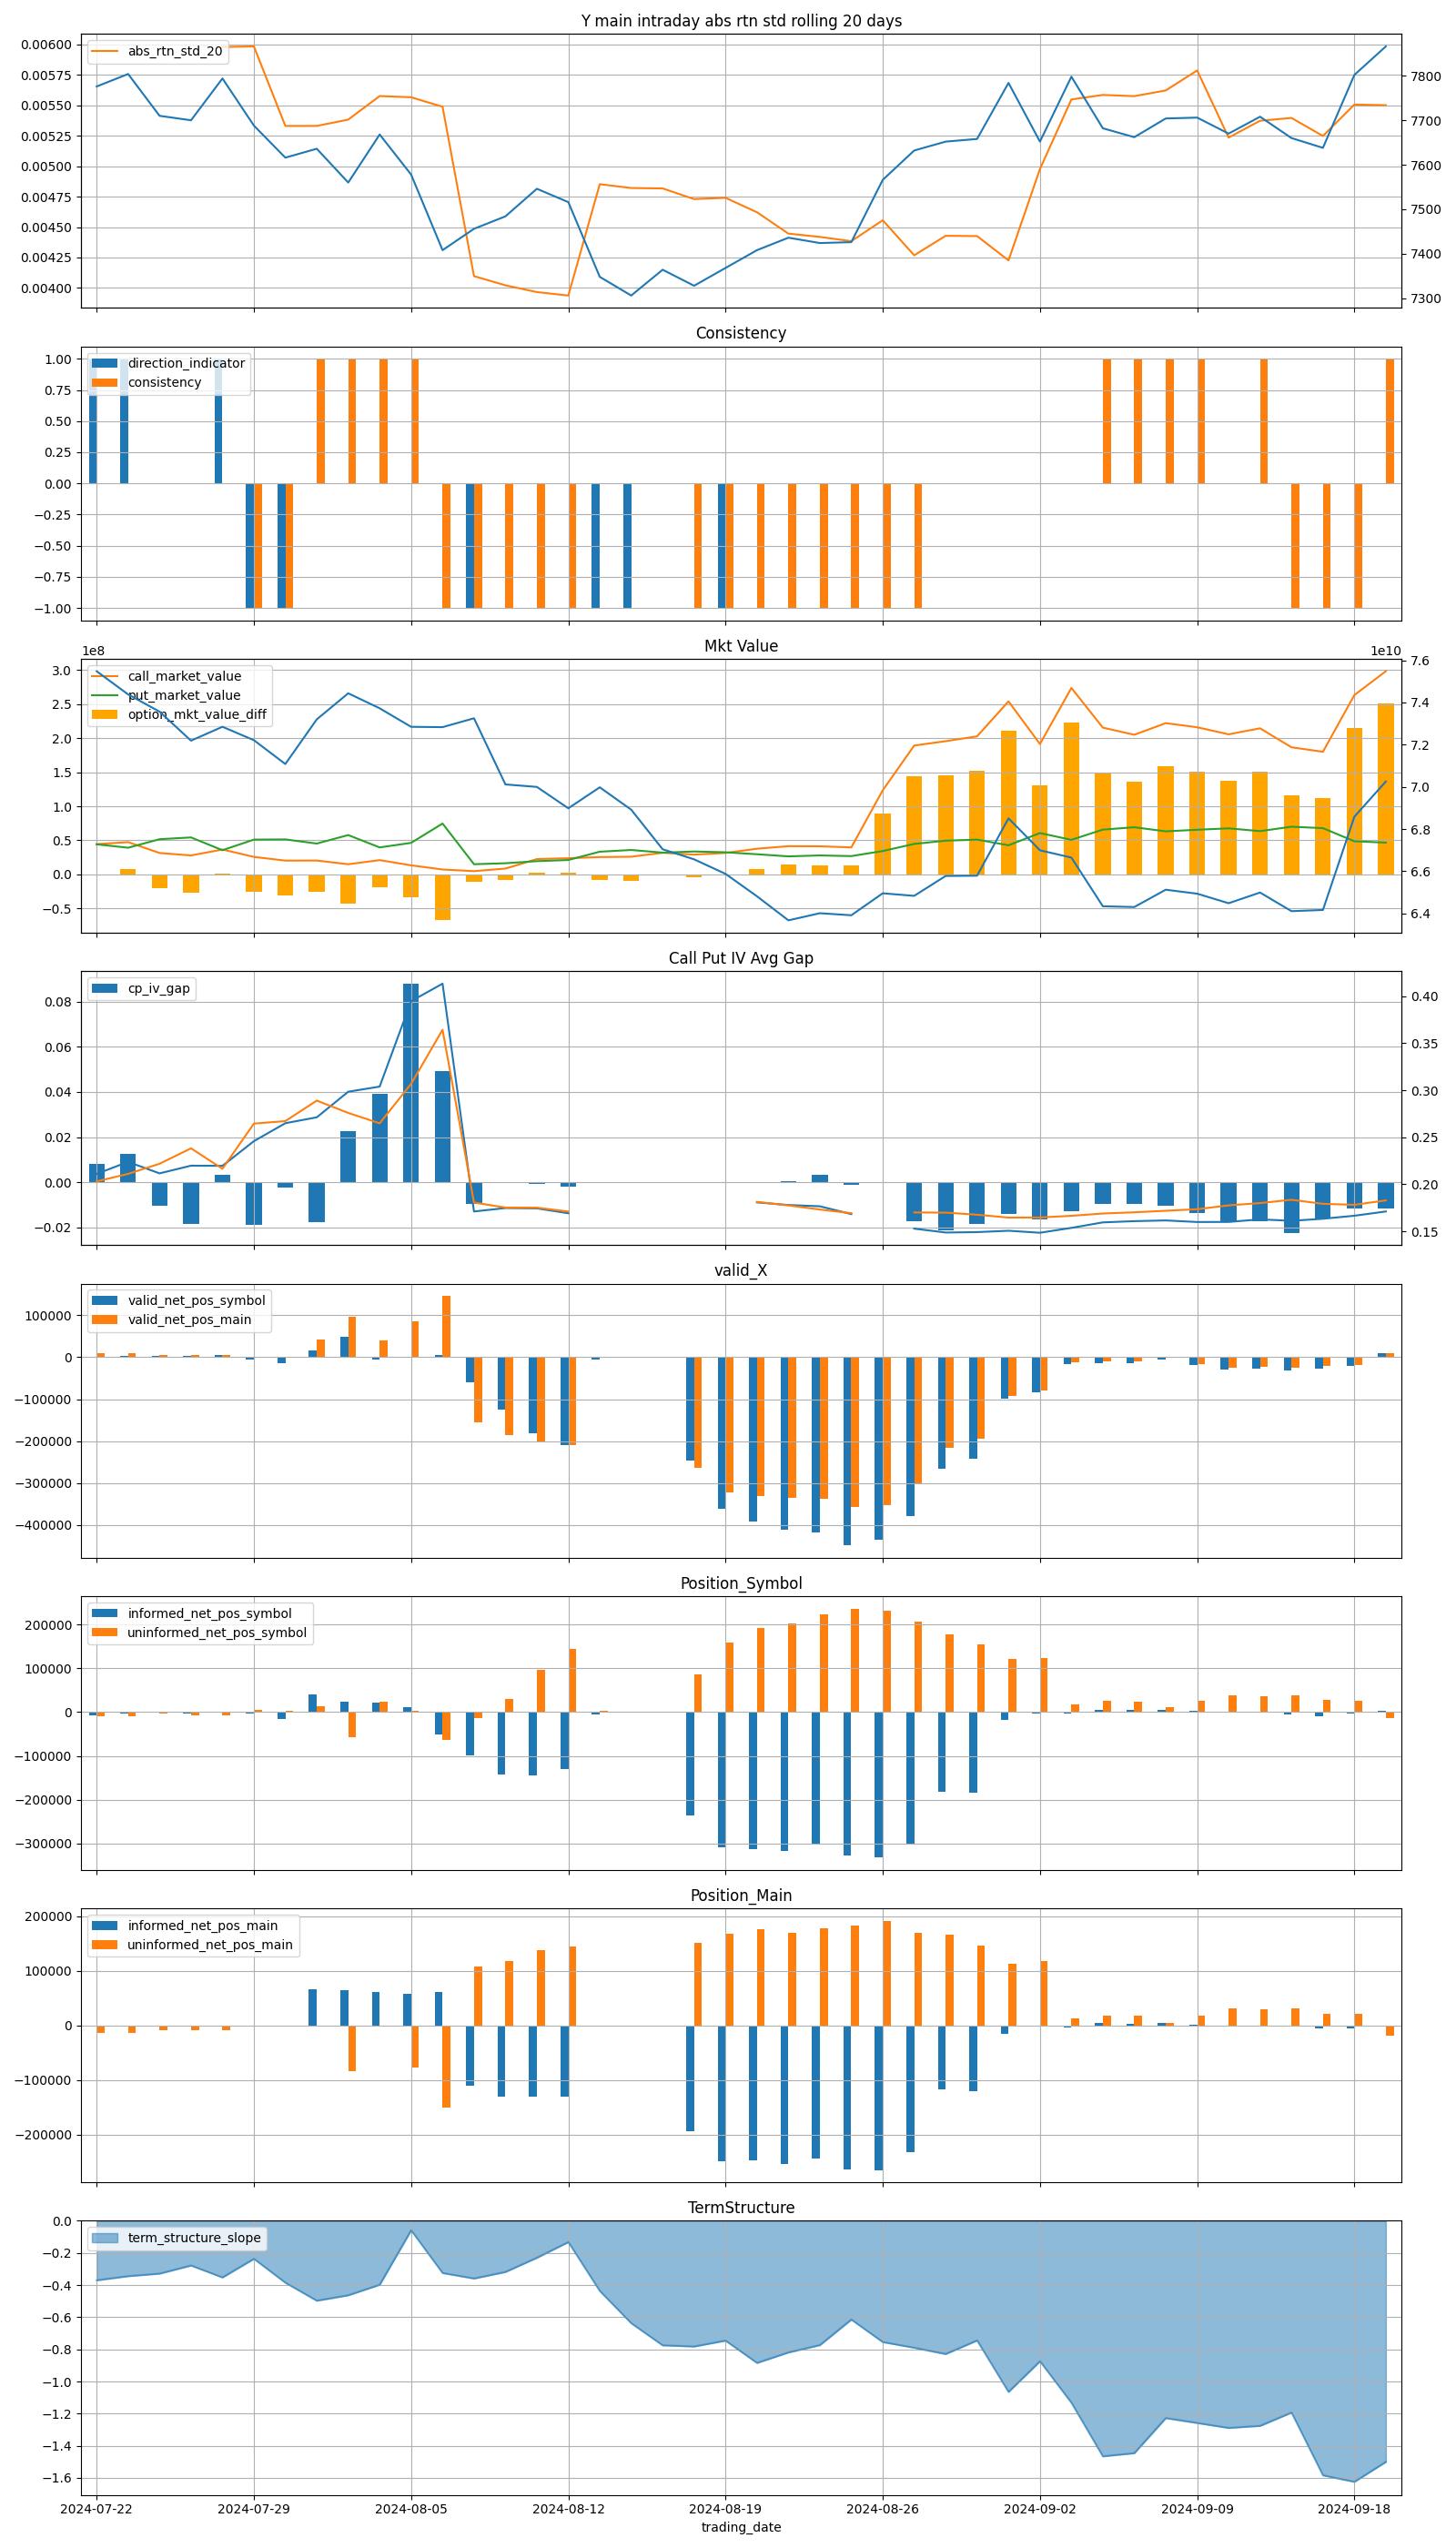 Y main intraday abs rtn std rolling 20 days
abs_rtn_std_20
0.00600
0.00575
0.00550
0.00525
0.00500
0.00475
0.00450
0.00425
0.00400
7800
7700
7600
7500
7400
7300
Consistency
direction_indicator
consistency
1.00
0.75
0.50
0.25
0.00
−0.25
−0.50
−0.75
−1.00
Mkt Value
1e8
1e10
call_market_value
put_market_value
option_mkt_value_diff
3.0
2.5
2.0
1.5
1.0
0.5
0.0
−0.5
7.6
7.4
7.2
7.0
6.8
6.6
6.4
Call Put IV Avg Gap
cp_iv_gap
0.08
0.06
0.04
0.02
0.00
−0.02
0.40
0.35
0.30
0.25
0.20
0.15
valid_X
valid_net_pos_symbol
valid_net_pos_main
100000
0
−100000
−200000
−300000
−400000
Position_Symbol
informed_net_pos_symbol
uninformed_net_pos_symbol
200000
100000
0
−100000
−200000
−300000
Position_Main
informed_net_pos_main
uninformed_net_pos_main
200000
100000
0
−100000
−200000
TermStructure
term_structure_slope
0.0
−0.2
−0.4
−0.6
−0.8
−1.0
−1.2
−1.4
−1.6
2024-07-22 2024-07-29 2024-08-05 2024-08-12 2024-08-19 2024-08-26 2024-09-02 2024-09-09 2024-09-18
trading_date